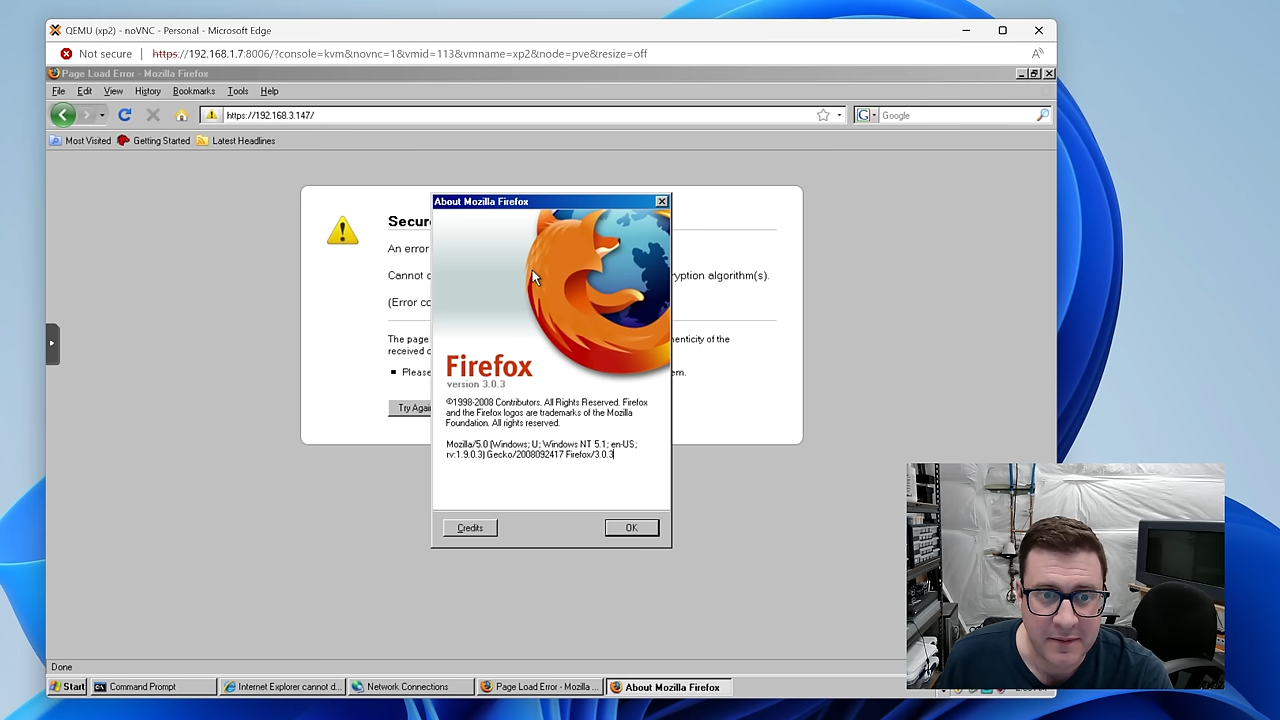 QEMU (xp2) - noVNC - Personal - Microsoft Edge
Not secure
https://192.168.1.7:8006/?console=kvm&novnc=1&vmid=113&vmname=xp2&node=pve&resize=off
Page Load Error - Mozilla Firefox
File Edit View History Bookmarks Tools Help
https://192.168.3.147/
Google
Most Visited Getting Started Latest Headlines
About Mozilla Firefox
Secur
An error
Cannot
ryption algorithm(s).
(Error co
The page
enticity of the
received
Please
em.
Try Agai
Firefox
version 3.0.3
©1998-2008 Contributors. All Rights Reserved. Firefox
and the Firefox logos are trademarks of the Mozilla
Foundation. All rights reserved.
Mozilla/5.0 (Windows; U; Windows NT 5.1; en-US;
rv:1.9.0.3) Gecko/2008092417 Firefox/3.0.3
Credits OK
Done
Start Command Prompt Internet Explorer cannot d... Network Connections Page Load Error - Mozilla ... About Mozilla Firefox